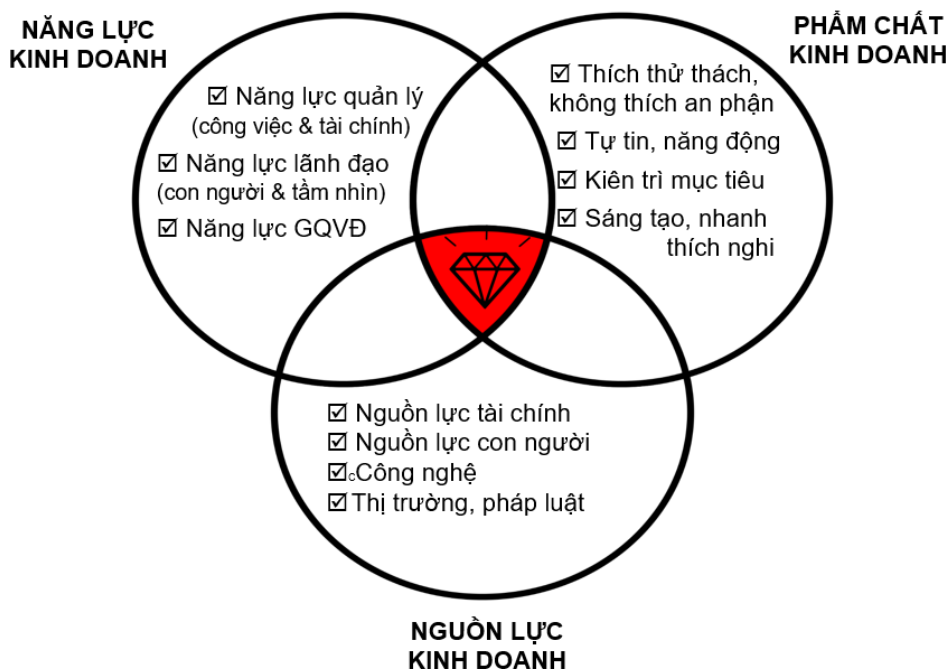 NĂNG LỰC
KINH DOANH
☑ Năng lực quản lý
(công việc & tài chính)
☑ Năng lực lãnh đạo
(con người & tầm nhìn)
☑ Năng lực GQVĐ
PHẨM CHẤT
KINH DOANH
☑ Thích thử thách,
không thích an phận
☑ Tự tin, năng động
☑ Kiên trì mục tiêu
☑ Sáng tạo, nhanh
thích nghi
☑ Nguồn lực tài chính
☑ Nguồn lực con người
☑cCông nghệ
☑ Thị trường, pháp luật
NGUỒN LỰC
KINH DOANH